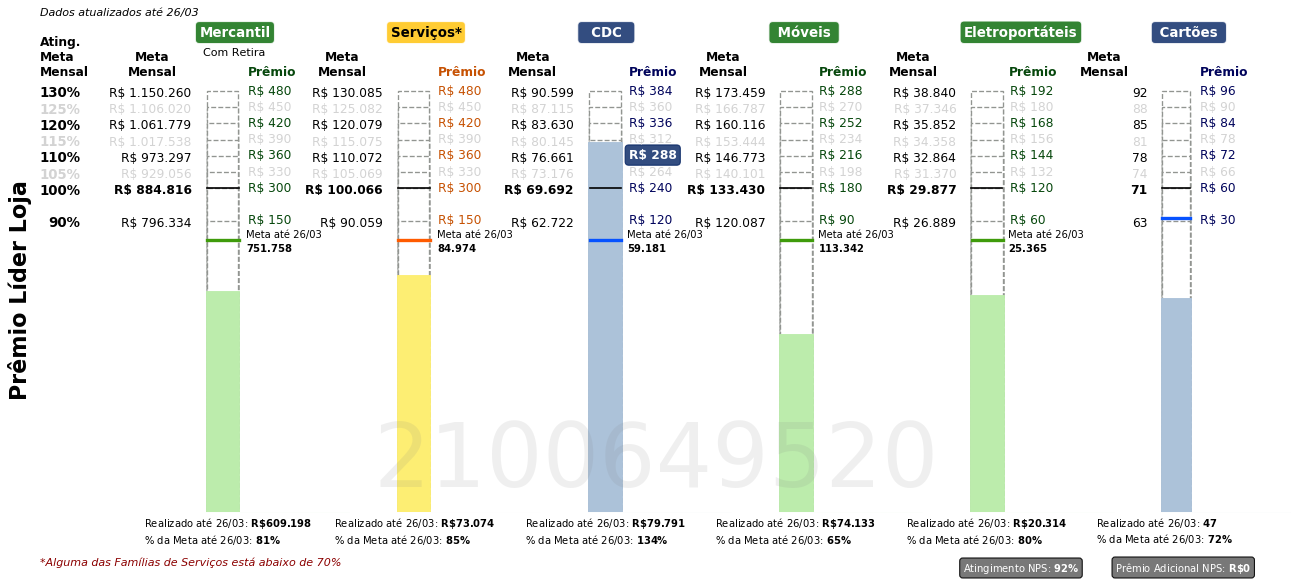 Dados atualizados até 26/03
Mercantil Serviços* CDC Móveis Eletroportáteis Cartões
Com Retira
Ating. Meta Mensal
Meta Mensal Prêmio Meta Mensal Prêmio Meta Mensal Prêmio Meta Mensal Prêmio Meta Mensal Prêmio Meta Mensal Prêmio
130% R$ 1.150.260 R$ 480 R$ 130.085 R$ 480 R$ 90.599 R$ 384 R$ 173.459 R$ 288 R$ 38.840 R$ 192 92 R$ 96
125% R$ 1.106.020 R$ 450 R$ 125.082 R$ 450 R$ 87.115 R$ 360 R$ 166.787 R$ 270 R$ 37.346 R$ 180 88 R$ 90
120% R$ 1.061.779 R$ 420 R$ 120.079 R$ 420 R$ 83.630 R$ 336 R$ 160.116 R$ 252 R$ 35.852 R$ 168 85 R$ 84
115% R$ 1.017.538 R$ 390 R$ 115.075 R$ 390 R$ 80.145 R$ 312 R$ 153.444 R$ 234 R$ 34.358 R$ 156 81 R$ 78
110% R$ 973.297 R$ 360 R$ 110.072 R$ 360 R$ 76.661 R$ 288 R$ 146.773 R$ 216 R$ 32.864 R$ 144 78 R$ 72
105% R$ 929.056 R$ 330 R$ 105.069 R$ 330 R$ 73.176 R$ 264 R$ 140.101 R$ 198 R$ 31.370 R$ 132 74 R$ 66
100% R$ 884.816 R$ 300 R$ 100.066 R$ 300 R$ 69.692 R$ 240 R$ 133.430 R$ 180 R$ 29.877 R$ 120 71 R$ 60
90% R$ 796.334 R$ 150 R$ 90.059 R$ 150 R$ 62.722 R$ 120 R$ 120.087 R$ 90 R$ 26.889 R$ 60 63 R$ 30
Meta até 26/03 Meta até 26/03 Meta até 26/03 Meta até 26/03 Meta até 26/03
751.758 84.974 59.181 113.342 25.365
Prêmio Líder Loja
2100649520
Realizado até 26/03: R$609.198 Realizado até 26/03: R$73.074 Realizado até 26/03: R$79.791 Realizado até 26/03: R$74.133 Realizado até 26/03: R$20.314 Realizado até 26/03: 47
% da Meta até 26/03: 81% % da Meta até 26/03: 85% % da Meta até 26/03: 134% % da Meta até 26/03: 65% % da Meta até 26/03: 80% % da Meta até 26/03: 72%
*Alguma das Famílias de Serviços está abaixo de 70%
Atingimento NPS: 92% Prêmio Adicional NPS: R$0